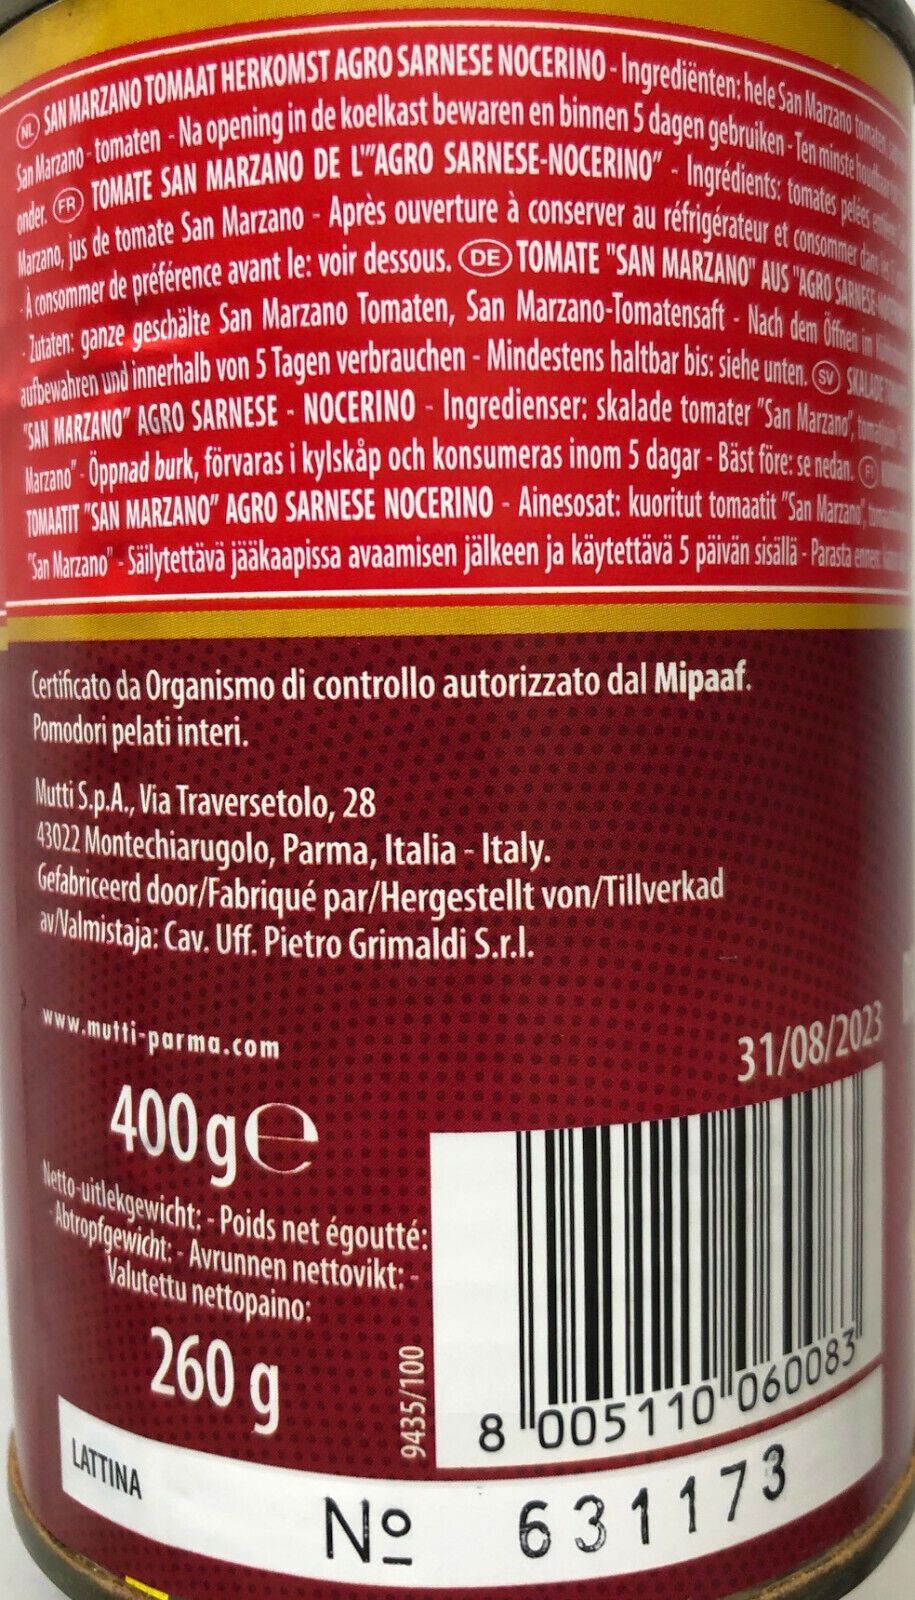 NL SAN MARZANO TOMAAT HERKOMST AGRO SARNESE NOCERINO - Ingrediënten: hele San Marzano tomaten,
San Marzano - tomaten - Na opening in de koelkast bewaren en binnen 5 dagen gebruiken - Ten minste houdbaar
onder. FR TOMATE SAN MARZANO DE L'"AGRO SARNESE-NOCERINO" - Ingrédients: tomates pelées entières
Marzano, jus de tomate San Marzano - Après ouverture à conserver au réfrigérateur et consommer dans les
- À consommer de préférence avant le: voir dessous. DE TOMATE "SAN MARZANO" AUS "AGRO SARNESE-
- Zutaten: ganze geschälte San Marzano Tomaten, San Marzano-Tomatensaft - Nach dem Öffnen im
aufbewahren und innerhalb von 5 Tagen verbrauchen - Mindestens haltbar bis: siehe unten. SV SKALADE
"SAN MARZANO" AGRO SARNESE - NOCERINO - Ingredienser: skalade tomater "San Marzano",
Marzano" - Öppnad burk, förvaras i kylskåp och konsumeras inom 5 dagar - Bäst före: se nedan. FI
TOMAATIT "SAN MARZANO" AGRO SARNESE NOCERINO - Ainesosat: kuoritut tomaatit "San Marzano",
"San Marzano" - Säilytettävä jääkaapissa avaamisen jälkeen ja käytettävä 5 päivän sisällä - Parasta ennen:
Certificato da Organismo di controllo autorizzato dal Mipaaf.
Pomodori pelati interi.
Mutti S.p.A., Via Traversetolo, 28
43022 Montechiarugolo, Parma, Italia - Italy.
Gefabriceerd door/Fabriqué par/Hergestellt von/Tillverkad
av/Valmistaja: Cav. Uff. Pietro Grimaldi S.r.l.
www.mutti-parma.com
31/08/2023
400g e
Netto-uitlekgewicht: - Poids net égoutté:
- Abtropfgewicht: - Avrunnen nettovikt: -
Valutettu nettopaino:
260 g
9435/100
8 005110 060083
LATTINA
Nº 631173